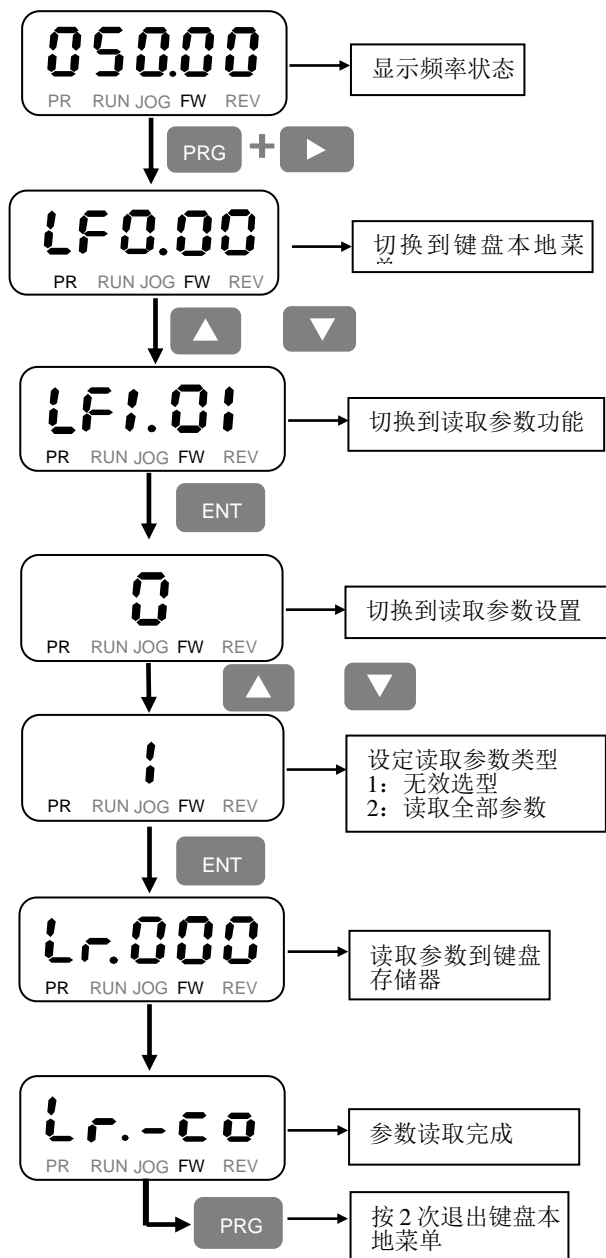 050.00
PR RUN JOG FW REV
显示频率状态
PRG +
LF0.00
PR RUN JOG FW REV
切换到键盘本地菜
LF1.01
PR RUN JOG FW REV
切换到读取参数功能
ENT
0
PR RUN JOG FW REV
切换到读取参数设置
1
PR RUN JOG FW REV
设定读取参数类型
1：无效选型
2：读取全部参数
ENT
Lr.000
PR RUN JOG FW REV
读取参数到键盘
存储器
Lr.-co
PR RUN JOG FW REV
参数读取完成
PRG
按 2 次退出键盘本
地菜单